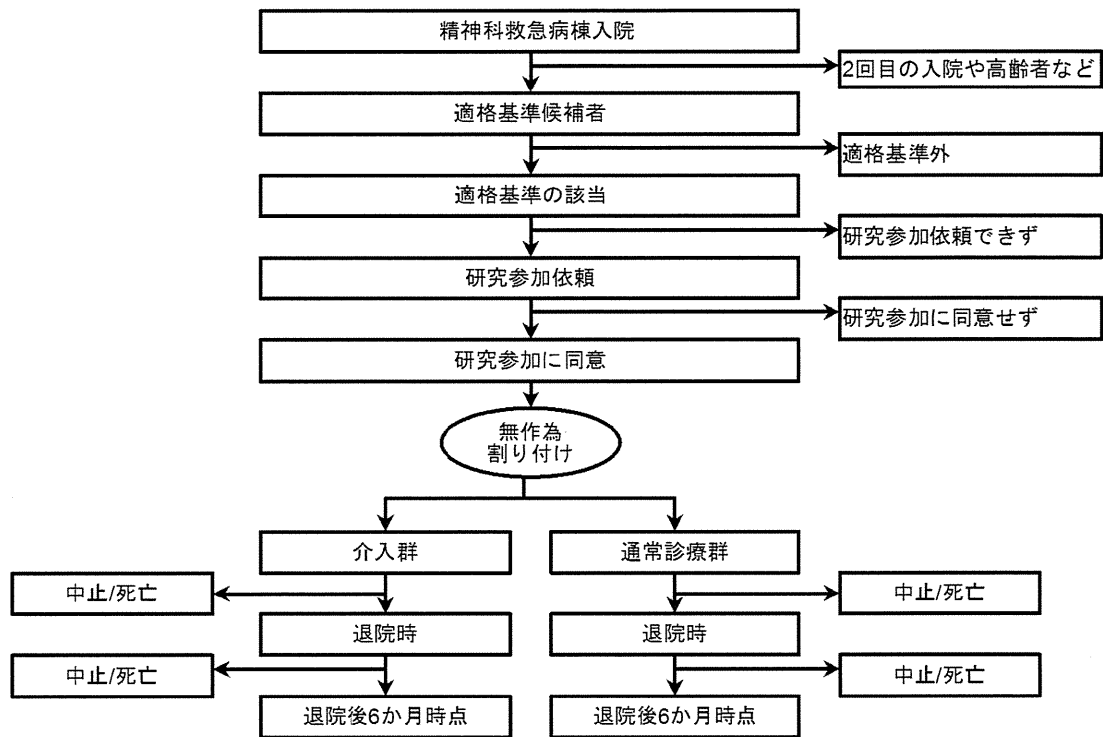 精神科救急病棟入院
2回目の入院や高齢者など
適格基準候補者
適格基準外
適格基準の該当
研究参加依頼できず
研究参加依頼
研究参加に同意せず
研究参加に同意
無作為
割り付け
介入群
通常診療群
中止/死亡
中止/死亡
退院時
退院時
中止/死亡
中止/死亡
退院後6か月時点
退院後6か月時点